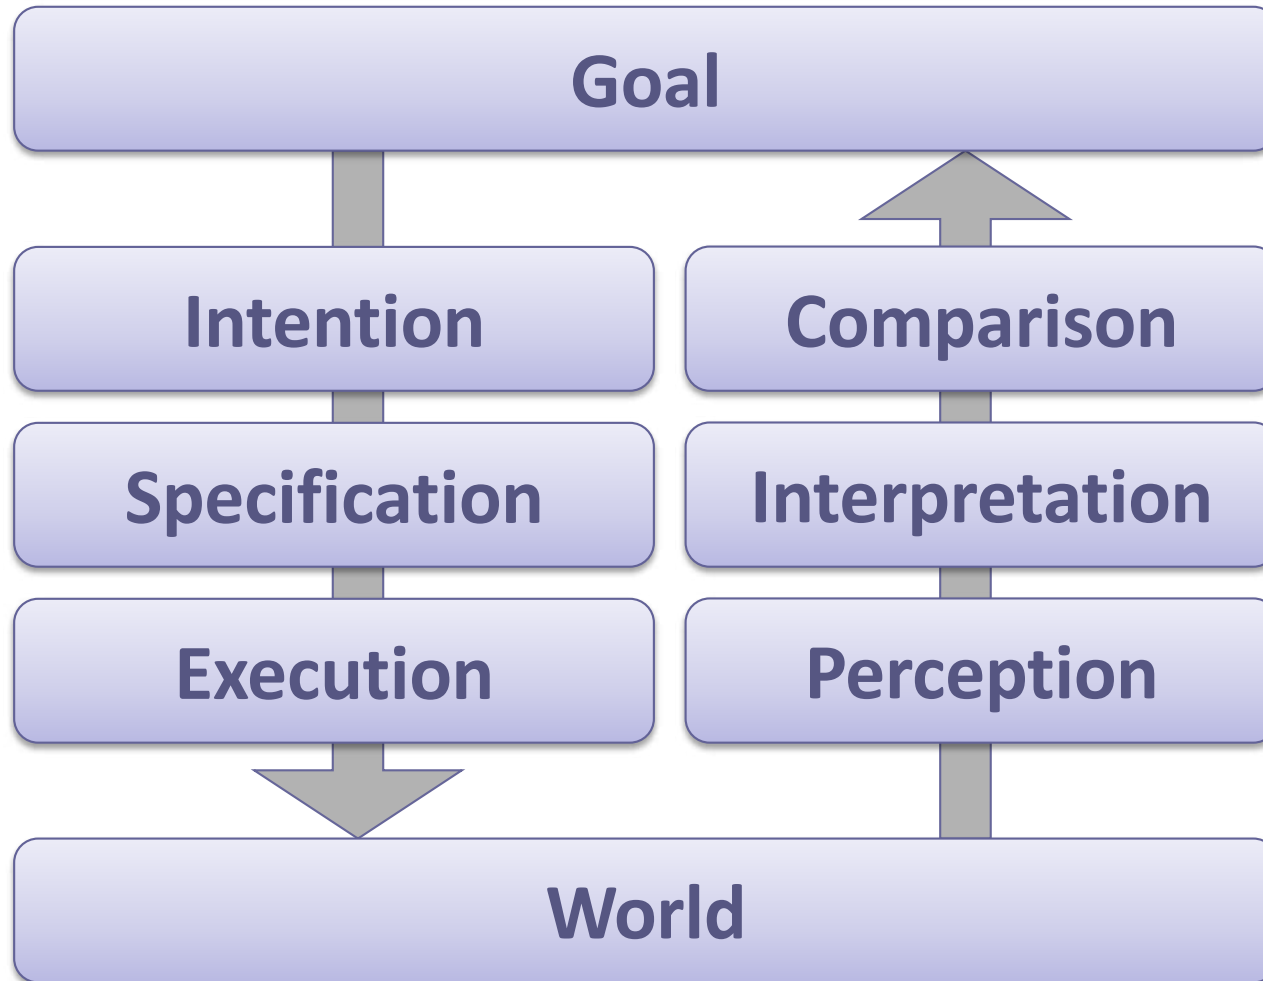 Goal
Intention
Comparison
Specification
Interpretation
Execution
Perception
World